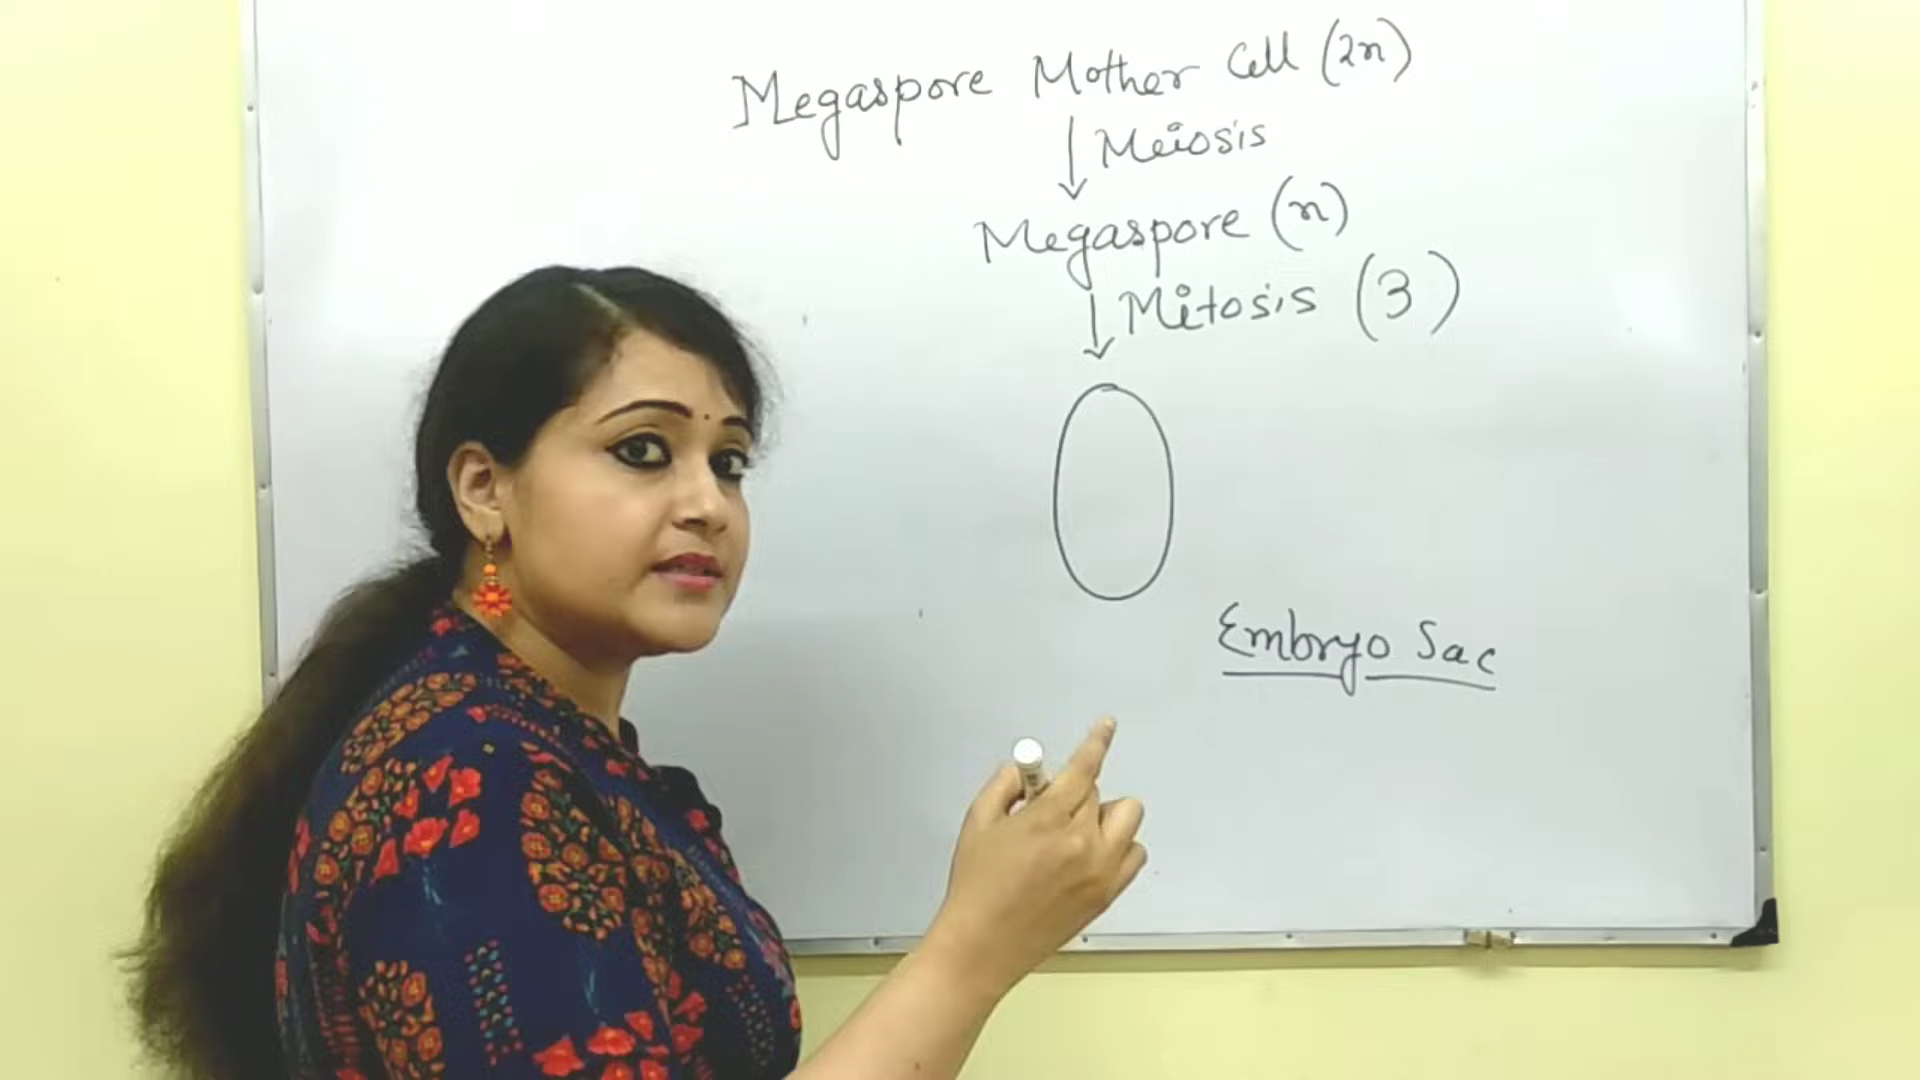 Megaspore Mother Cell (2n)
↓ Meiosis
Megaspore (n)
↓ Mitosis (3)
Embryo Sac